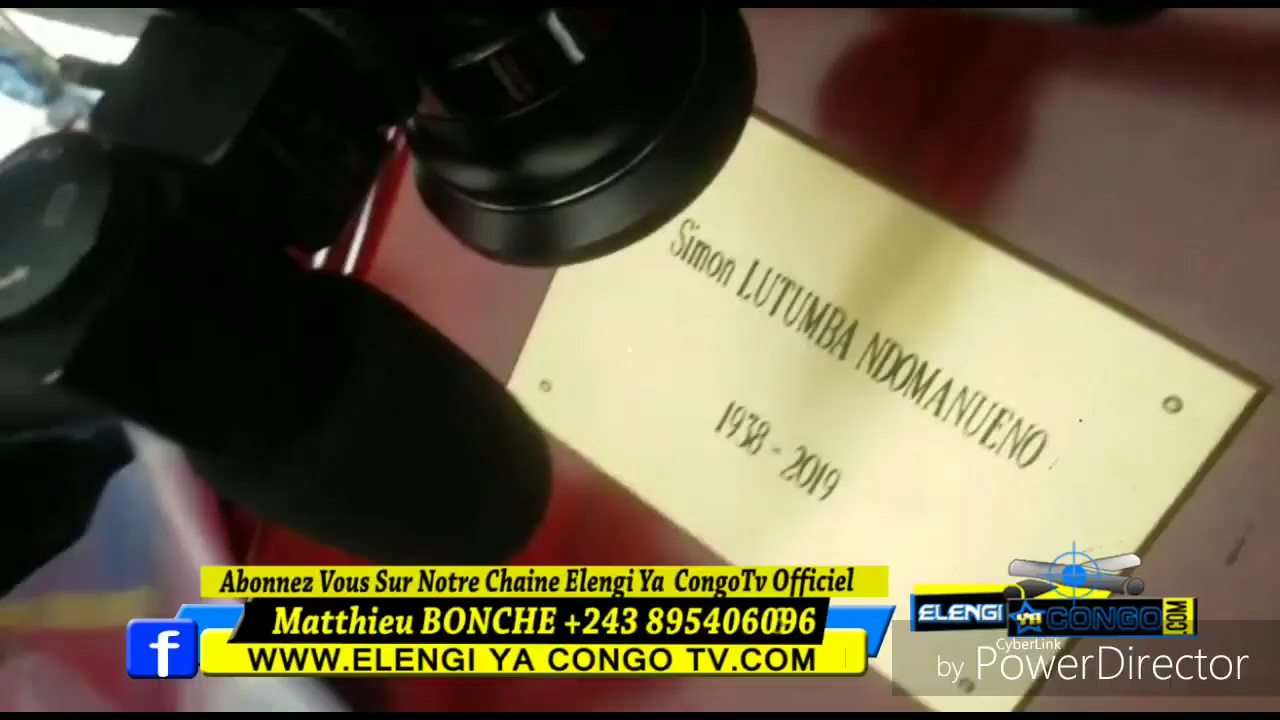 Simon LUTUMBA NDOMANUENO
1938 - 2019
Abonnez Vous Sur Notre Chaine Elengi Ya CongoTv Officiel
Matthieu BONCHE +243 895406096
f
WWW.ELENGI YA CONGO TV.COM
ELENGI YA CONGO .COM
CyberLink
by PowerDirector